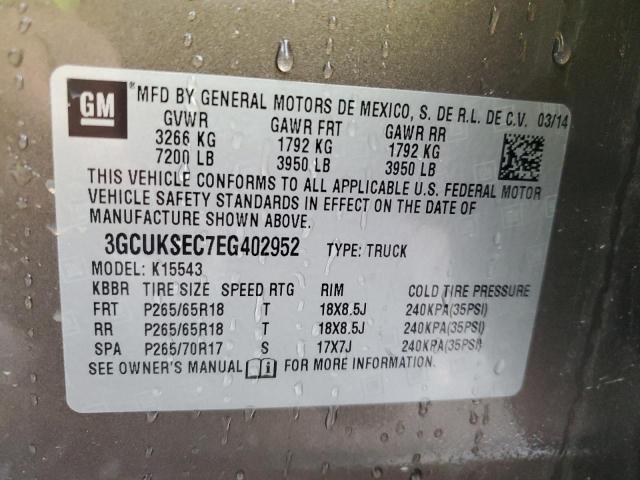 GM
® MFD BY GENERAL MOTORS DE MEXICO, S. DE R.L. DE C.V. 03/14
GVWR GAWR FRT GAWR RR
3266 KG 1792 KG 1792 KG
7200 LB 3950 LB 3950 LB
THIS VEHICLE CONFORMS TO ALL APPLICABLE U.S. FEDERAL MOTOR
VEHICLE SAFETY STANDARDS IN EFFECT ON THE DATE OF
MANUFACTURE SHOWN ABOVE.
3GCUKSEC7EG402952 TYPE: TRUCK
MODEL: K15543
KBBR TIRE SIZE SPEED RTG RIM COLD TIRE PRESSURE
FRT P265/65R18 T 18X8.5J 240KPA(35PSI)
RR P265/65R18 T 18X8.5J 240KPA(35PSI)
SPA P265/70R17 S 17X7J 240KPA(35PSI)
SEE OWNER'S MANUAL FOR MORE INFORMATION.